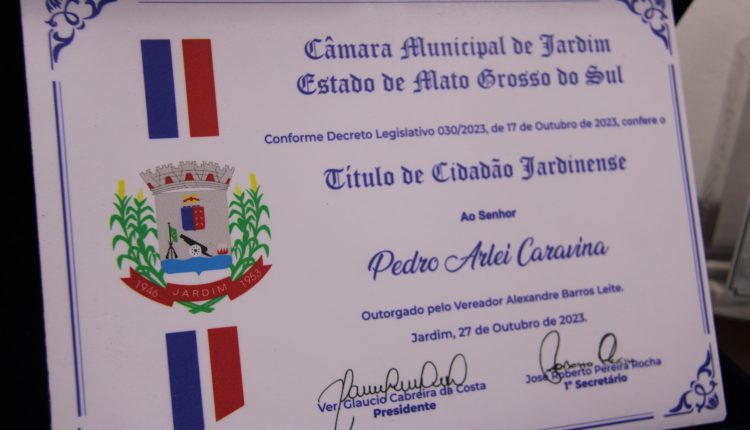 Câmara Municipal de Jardim
Estado de Mato Grosso do Sul
Conforme Decreto Legislativo 030/2023, de 17 de Outubro de 2023, confere o
Título de Cidadão Jardinense
Ao Senhor
Pedro Arlei Caravina
Outorgado pelo Vereador Alexandre Barros Leite.
Jardim, 27 de Outubro de 2023.
1946 JARDIM 1953
Ver. Glaucio Cabreira da Costa
Presidente
José Roberto Pereira Rocha
1º Secretário